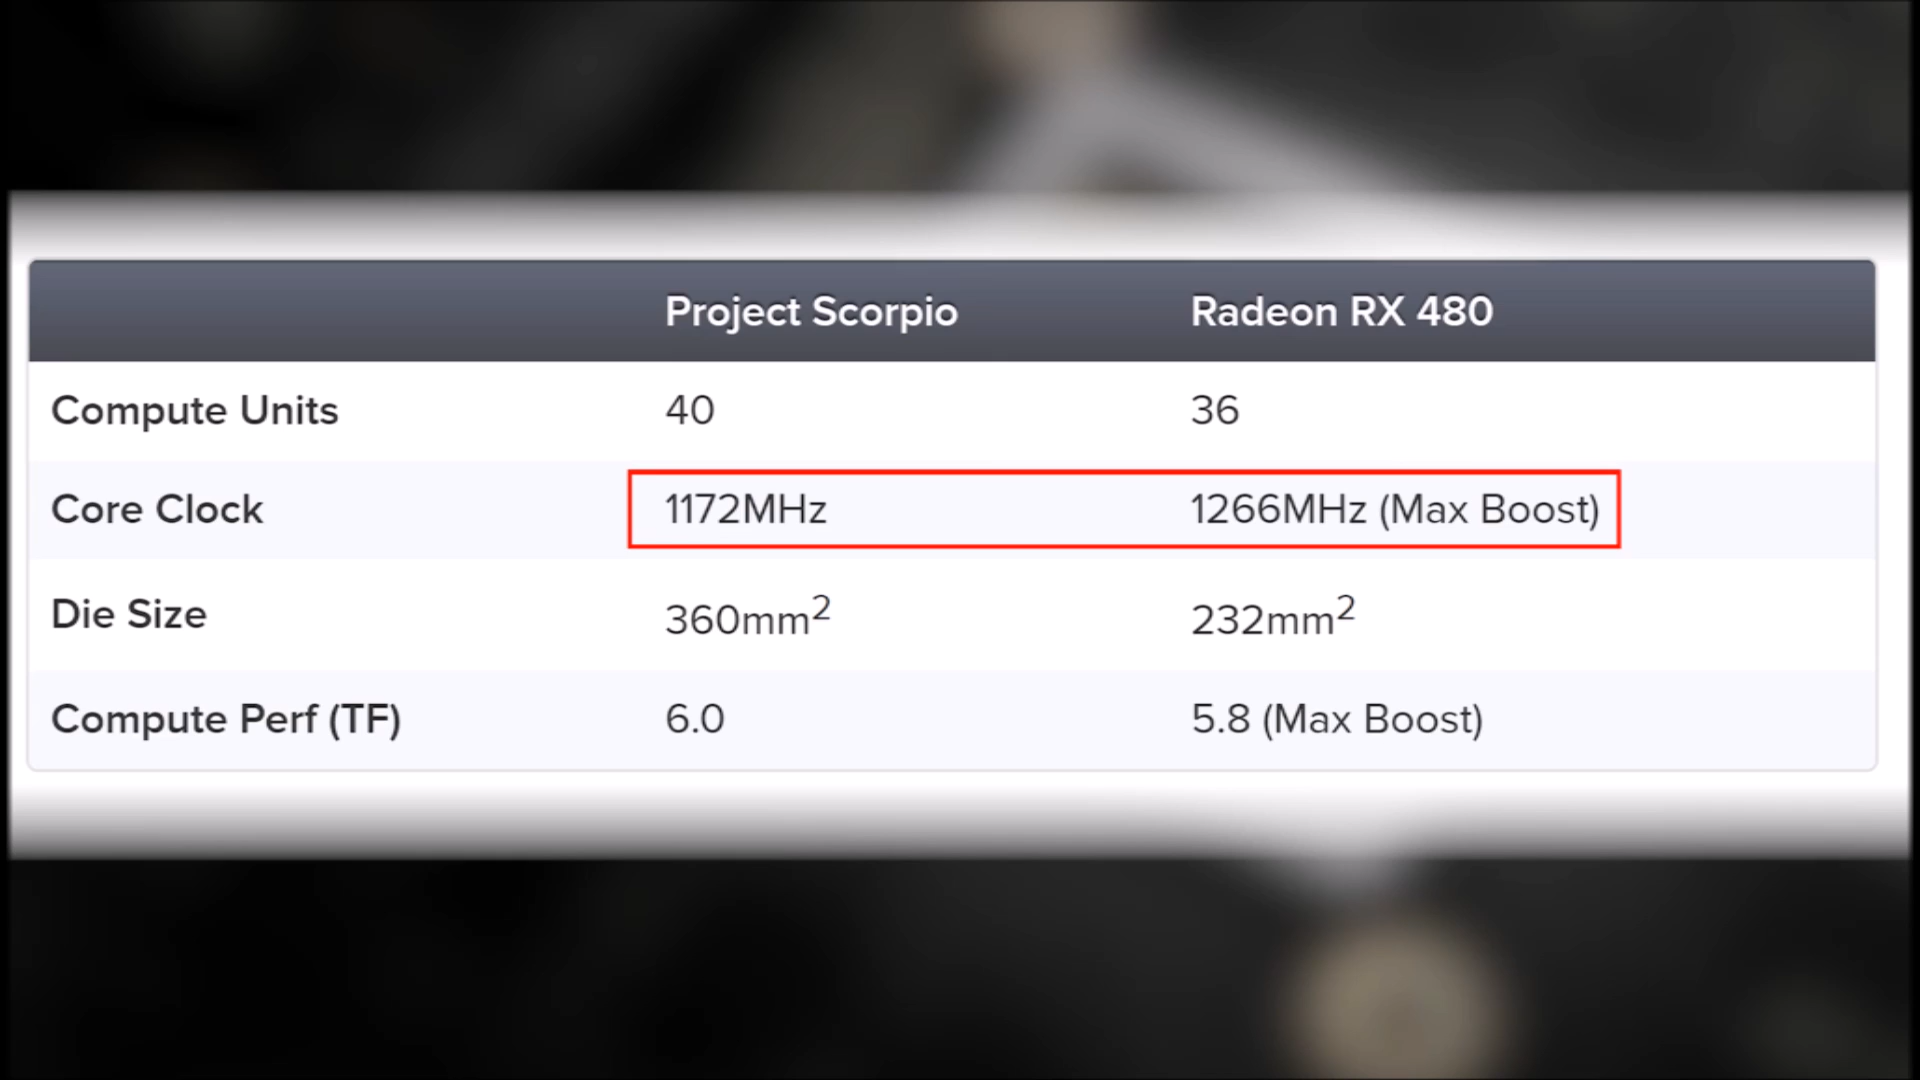 Project Scorpio Radeon RX 480
Compute Units 40 36
Core Clock 1172MHz 1266MHz (Max Boost)
Die Size 360mm² 232mm²
Compute Perf (TF) 6.0 5.8 (Max Boost)